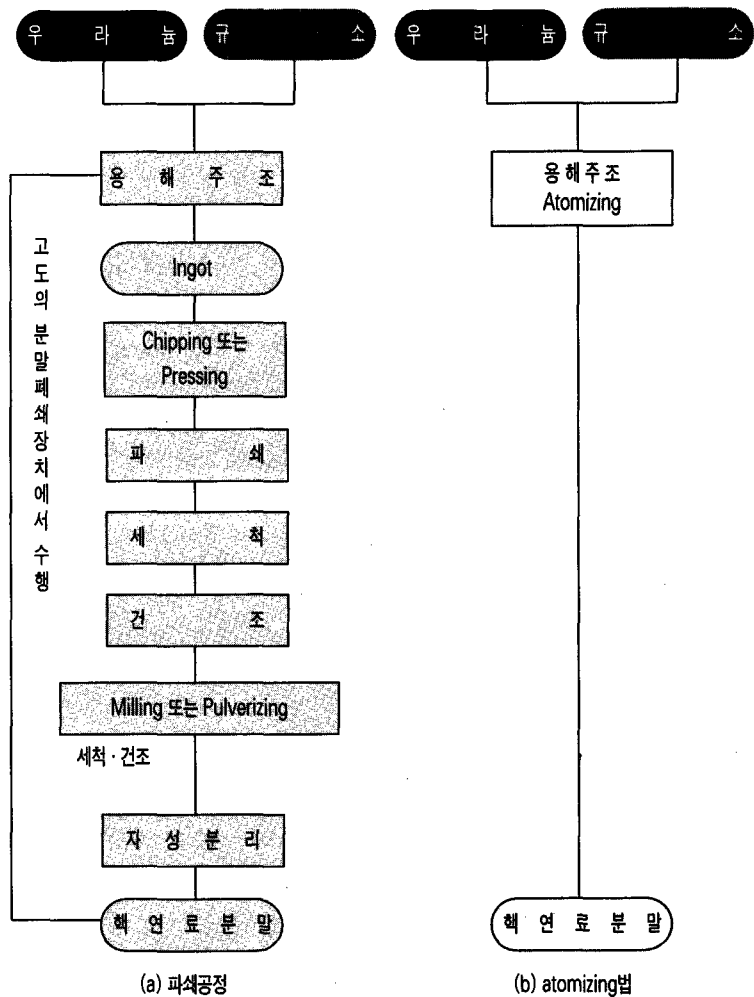 우 라 늄
규 소
용 해 주 조
Ingot
Chipping 또는
Pressing
파 쇄
세 척
건 조
Milling 또는 Pulverizing
세척 · 건조
자 성 분 리
핵 연 료 분 말
고도의 분말폐쇄장치에서 수행
(a) 파쇄공정
우 라 늄
규 소
용 해 주 조
Atomizing
핵 연 료 분 말
(b) atomizing법